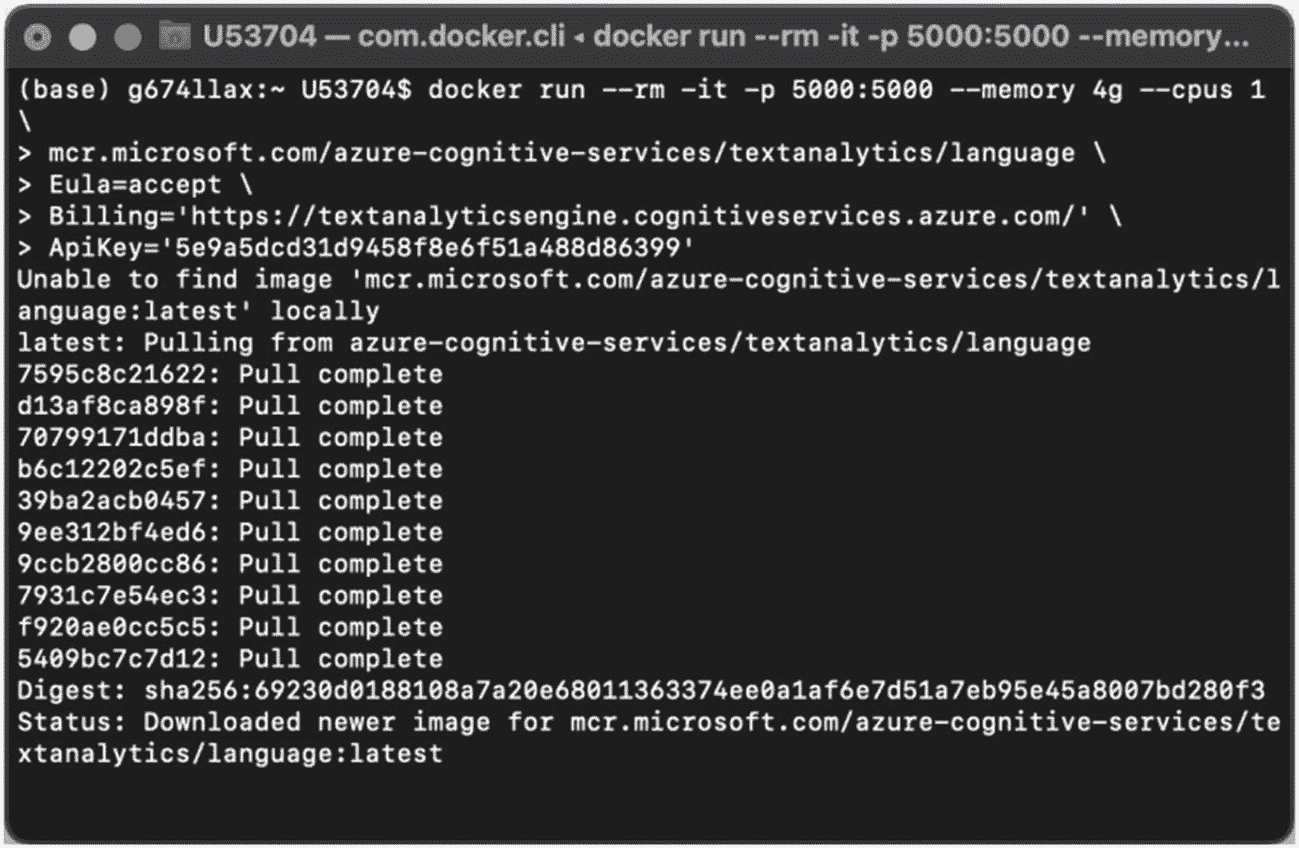 U53704 — com.docker.cli ◂ docker run --rm -it -p 5000:5000 --memory...
(base) g674llax:~ U53704$ docker run --rm -it -p 5000:5000 --memory 4g --cpus 1
\
> mcr.microsoft.com/azure-cognitive-services/textanalytics/language \
> Eula=accept \
> Billing='https://textanalyticsengine.cognitiveservices.azure.com/' \
> ApiKey='5e9a5dcd31d9458f8e6f51a488d86399'
Unable to find image 'mcr.microsoft.com/azure-cognitive-services/textanalytics/l
anguage:latest' locally
latest: Pulling from azure-cognitive-services/textanalytics/language
7595c8c21622: Pull complete
d13af8ca898f: Pull complete
70799171ddba: Pull complete
b6c12202c5ef: Pull complete
39ba2acb0457: Pull complete
9ee312bf4ed6: Pull complete
9ccb2800cc86: Pull complete
7931c7e54ec3: Pull complete
f920ae0cc5c5: Pull complete
5409bc7c7d12: Pull complete
Digest: sha256:69230d0188108a7a20e68011363374ee0a1af6e7d51a7eb95e45a8007bd280f3
Status: Downloaded newer image for mcr.microsoft.com/azure-cognitive-services/te
xtanalytics/language:latest